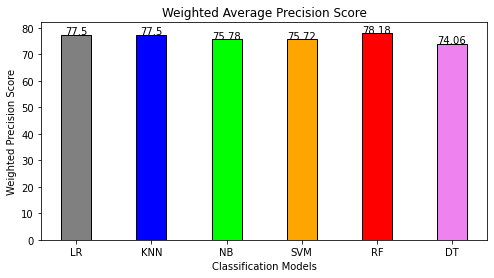 Weighted Average Precision Score
Weighted Precision Score
80
70
60
50
40
30
20
10
0
77.5
77.5
75.78
75.72
78.18
74.06
LR
KNN
NB
SVM
RF
DT
Classification Models